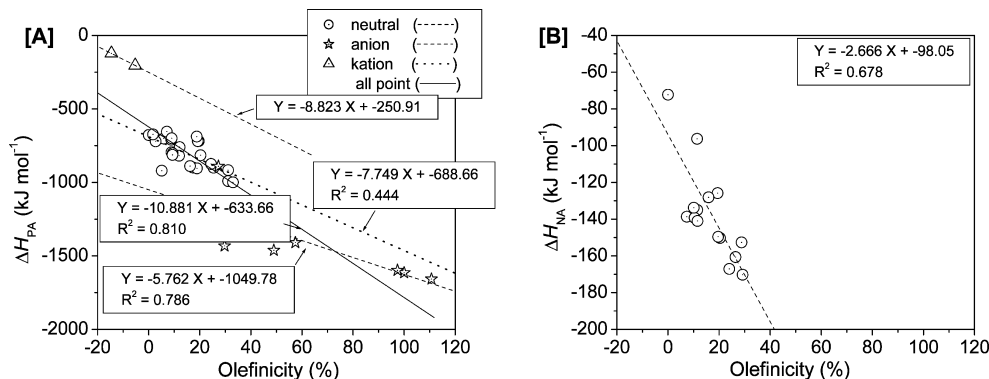 [A]
neutral (------)
anion (------)
kation (······)
all point (——)
Y = -8.823 X + -250.91
Y = -7.749 X + -688.66
R² = 0.444
Y = -10.881 X + -633.66
R² = 0.810
Y = -5.762 X + -1049.78
R² = 0.786
0
-500
-1000
-1500
-2000
ΔH_PA (kJ mol⁻¹)
-20 0 20 40 60 80 100 120
Olefinicity (%)
[B]
Y = -2.666 X + -98.05
R² = 0.678
-40
-60
-80
-100
-120
-140
-160
-180
-200
ΔH_NA (kJ mol⁻¹)
-20 0 20 40 60 80 100 120
Olefinicity (%)